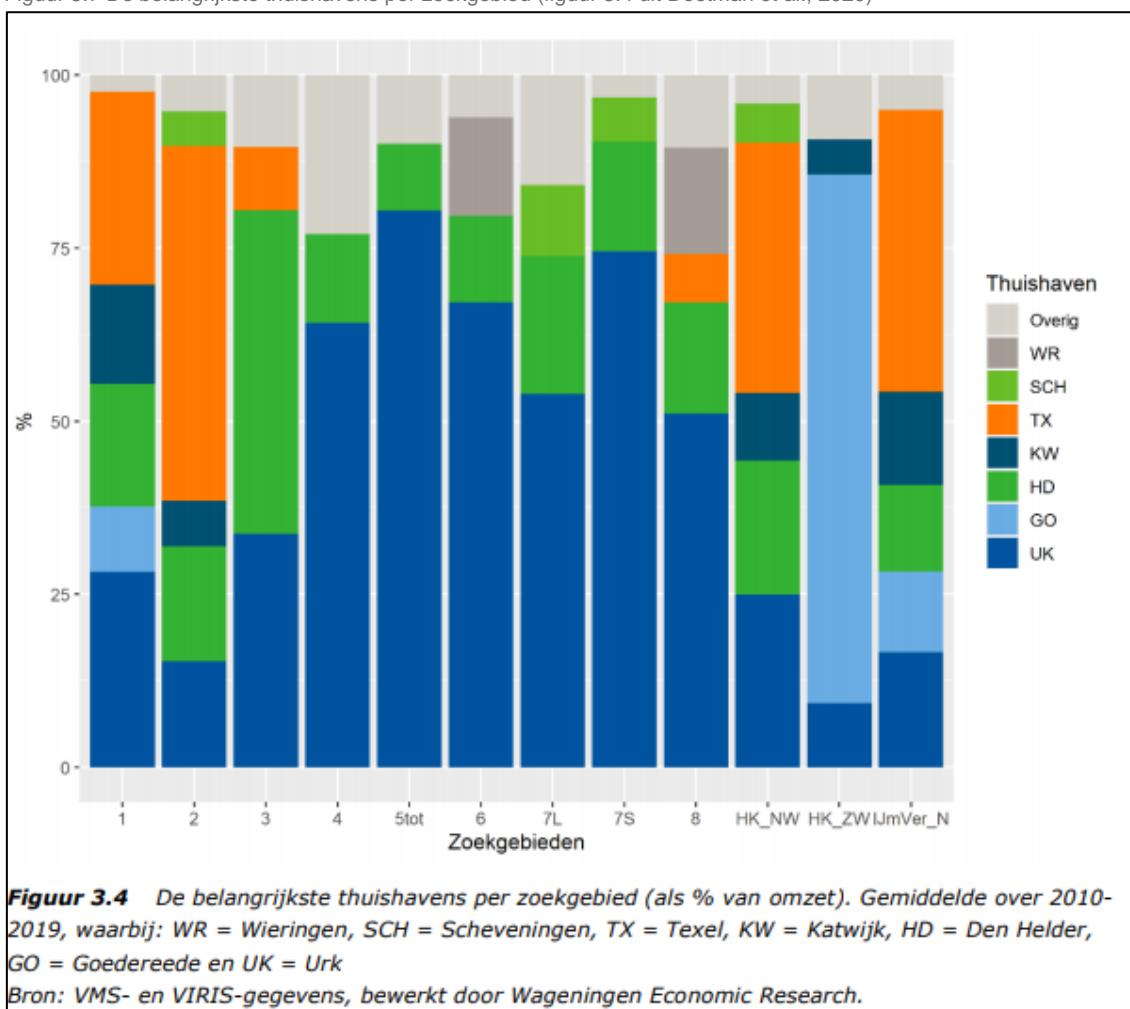 100
75
50
25
0
%
1 2 3 4 5tot 6 7L 7S 8 HK_NW HK_ZW IJmVer_N
Zoekgebieden
Thuishaven
Overig
WR
SCH
TX
KW
HD
GO
UK
Figuur 3.4 De belangrijkste thuishavens per zoekgebied (als % van omzet). Gemiddelde over 2010-
2019, waarbij: WR = Wieringen, SCH = Scheveningen, TX = Texel, KW = Katwijk, HD = Den Helder,
GO = Goedereede en UK = Urk
Bron: VMS- en VIRIS-gegevens, bewerkt door Wageningen Economic Research.